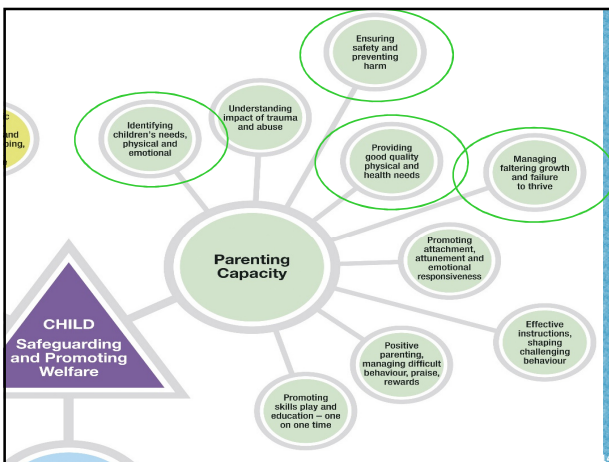 Ensuring
safety and
preventing
harm
Understanding
impact of trauma
and abuse
Identifying
children's needs,
physical and
emotional
Providing
good quality
physical and
health needs
Managing
faltering growth
and failure
to thrive
Parenting
Capacity
Promoting
attachment,
attunement and
emotional
responsiveness
CHILD
Safeguarding
and Promoting
Welfare
Effective
instructions,
shaping
challenging
behaviour
Positive
parenting,
managing difficult
behaviour, praise,
rewards
Promoting
skills play and
education – one
on one time